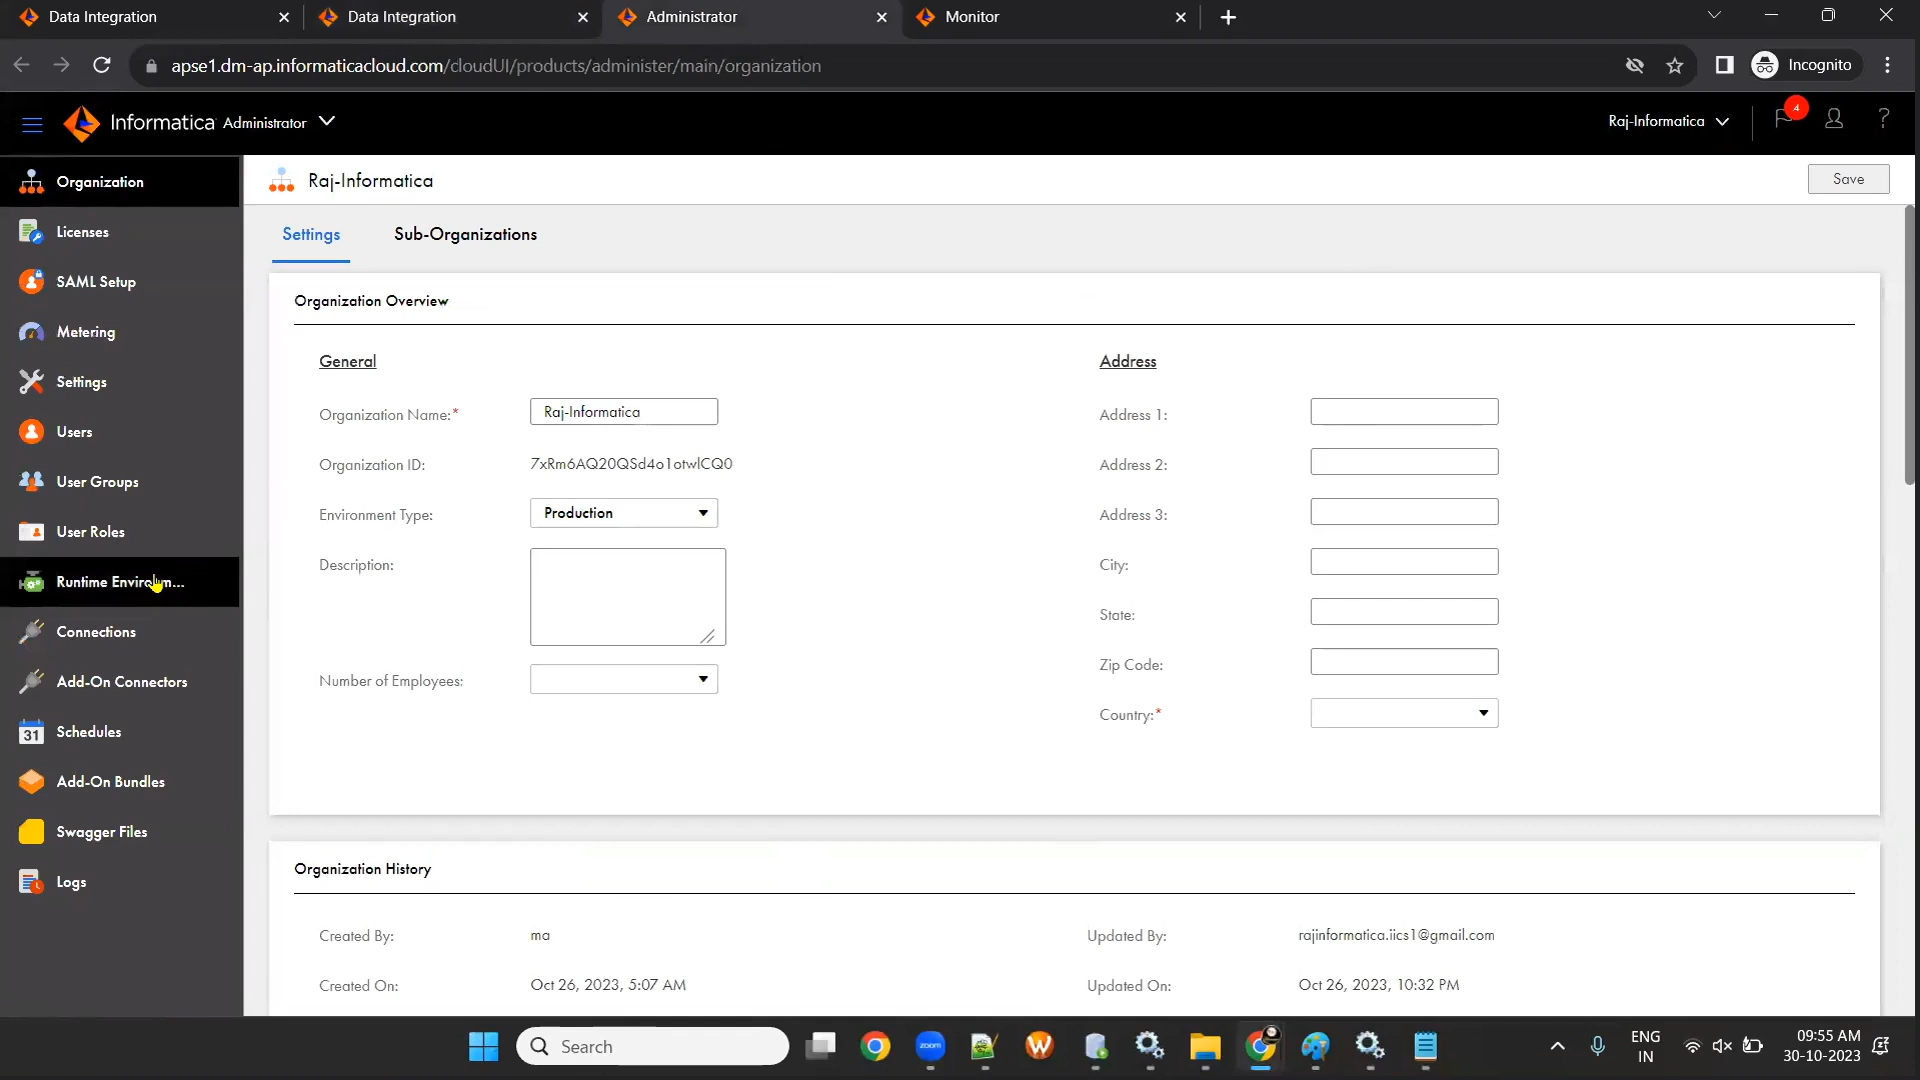 Data Integration
Data Integration
Administrator
Monitor
apse1.dm-ap.informaticacloud.com/cloudUI/products/administer/main/organization
Incognito
Informatica Administrator
Raj-Informatica
4
?
Organization
Licenses
SAML Setup
Metering
Settings
Users
User Groups
User Roles
Runtime Environm...
Connections
Add-On Connectors
31 Schedules
Add-On Bundles
Swagger Files
Logs
Raj-Informatica
Save
Settings
Sub-Organizations
Organization Overview
General
Organization Name:* Raj-Informatica
Organization ID: 7xRm6AQ20QSd4o1otwlCQ0
Environment Type: Production
Description:
Number of Employees:
Address
Address 1:
Address 2:
Address 3:
City:
State:
Zip Code:
Country:*
Organization History
Created By: ma
Updated By: rajinformatica.iics1@gmail.com
Created On: Oct 26, 2023, 5:07 AM
Updated On: Oct 26, 2023, 10:32 PM
Search
zoom
W
ENG
IN
09:55 AM
30-10-2023